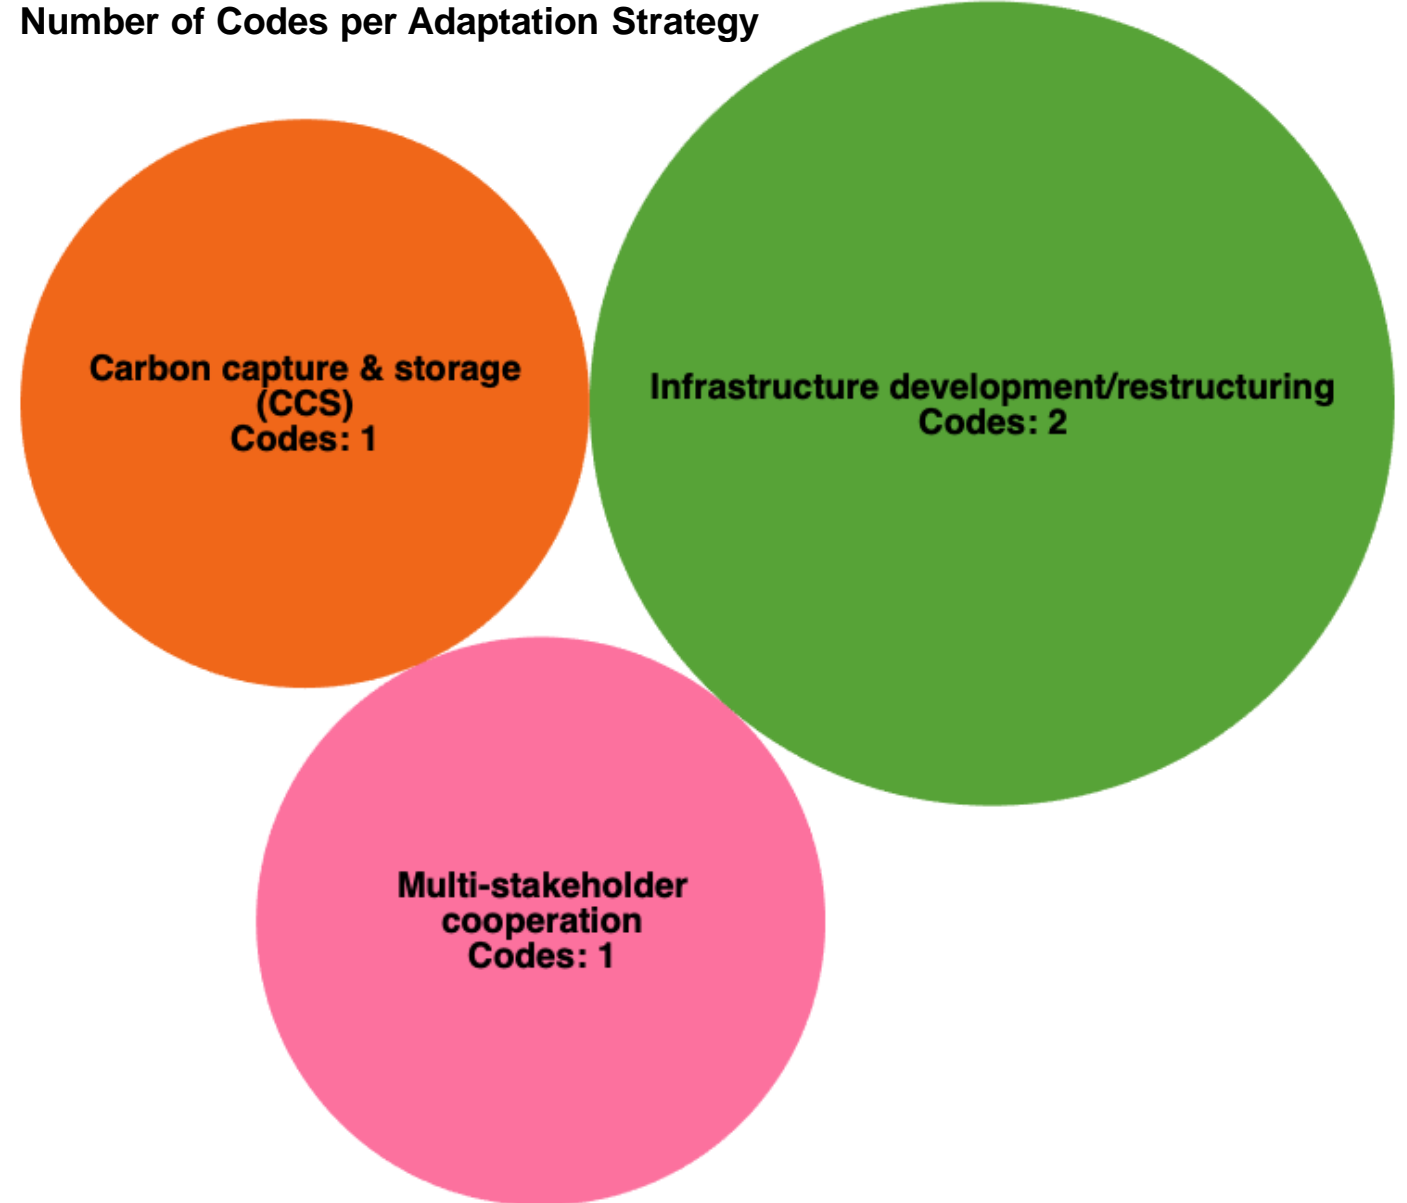 Number of Codes per Adaptation Strategy
Carbon capture & storage
(CCS)
Codes: 1
Infrastructure development/restructuring
Codes: 2
Multi-stakeholder
cooperation
Codes: 1